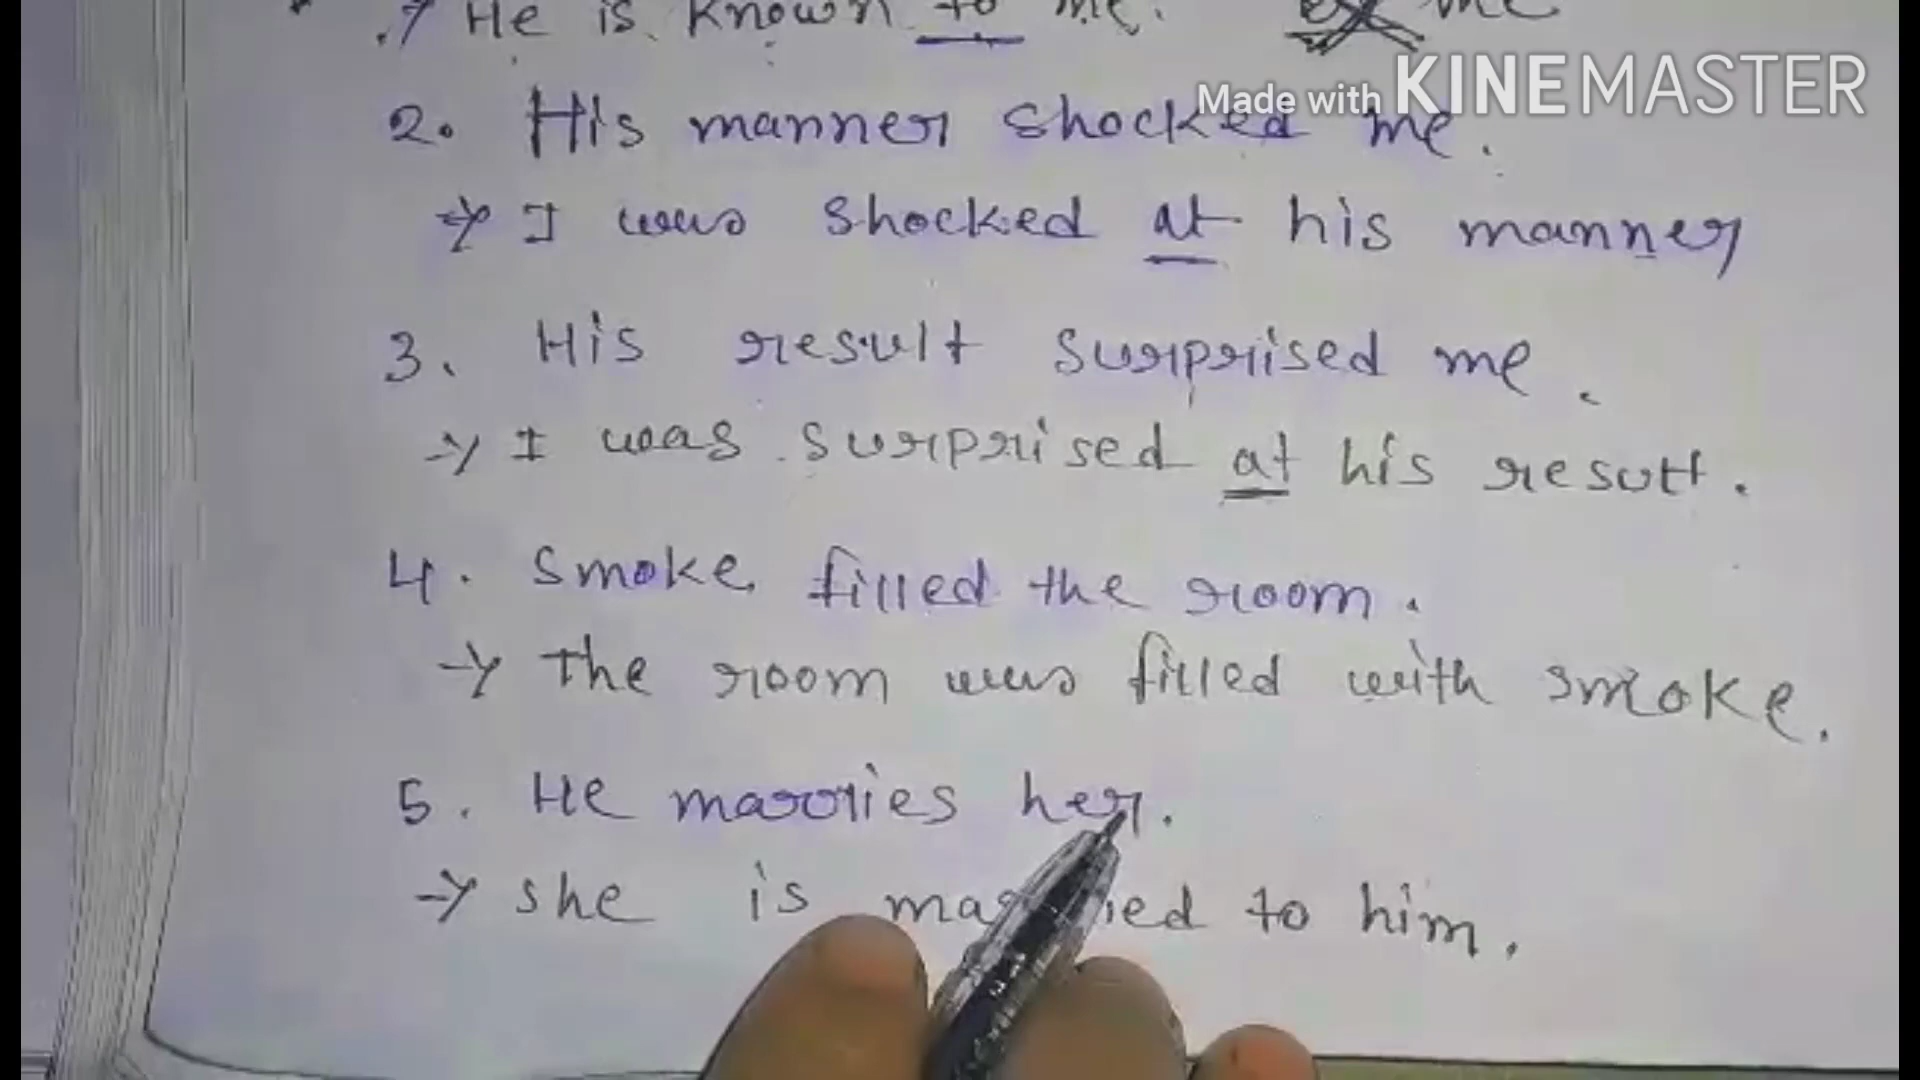 → He is known to me. me
Made with KINEMASTER
2. His manner shocked me.
→ I was shocked at his manner
3. His result surprised me.
→ I was surprised at his result.
4. Smoke filled the room.
→ The room was filled with smoke.
5. He marries her.
→ She is married to him.